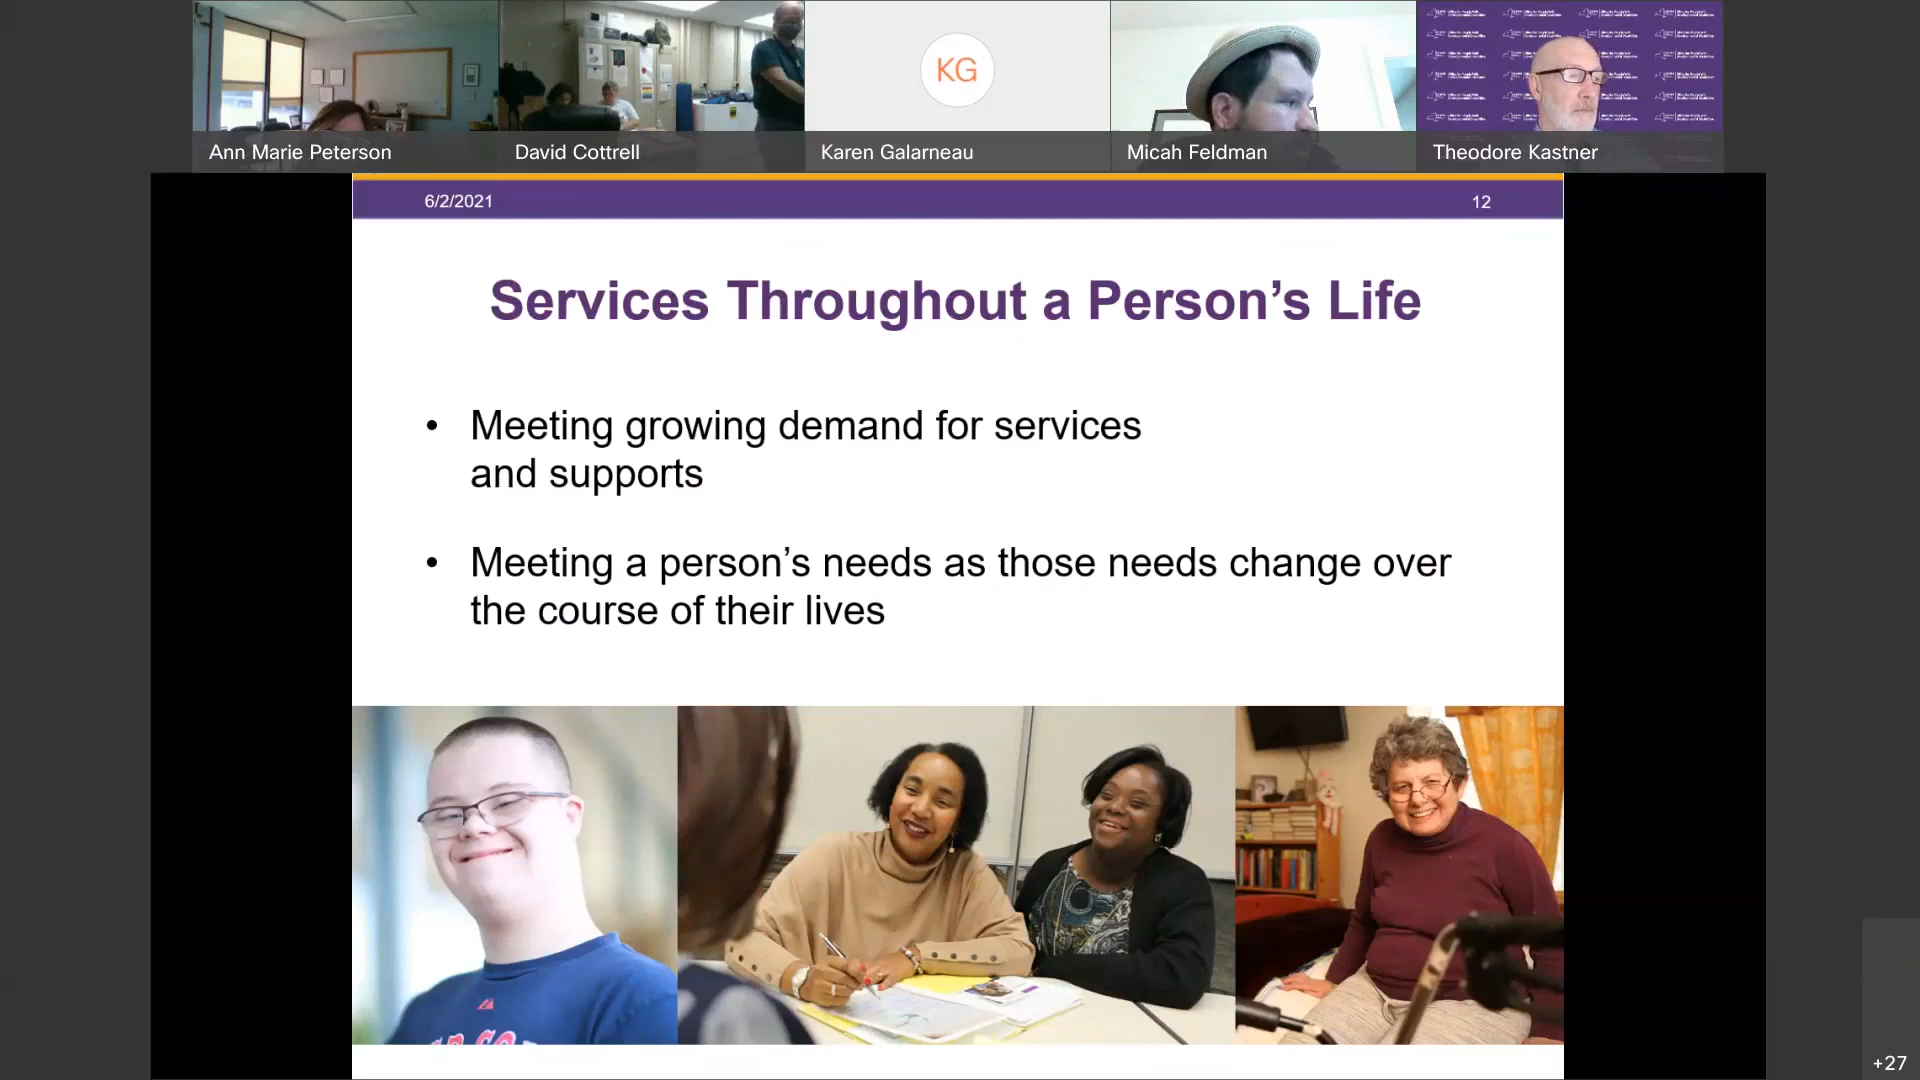 KG
Ann Marie Peterson
David Cottrell
Karen Galarneau
Micah Feldman
Theodore Kastner
6/2/2021
12
Services Throughout a Person’s Life
• Meeting growing demand for services
and supports
• Meeting a person’s needs as those needs change over
the course of their lives
+27